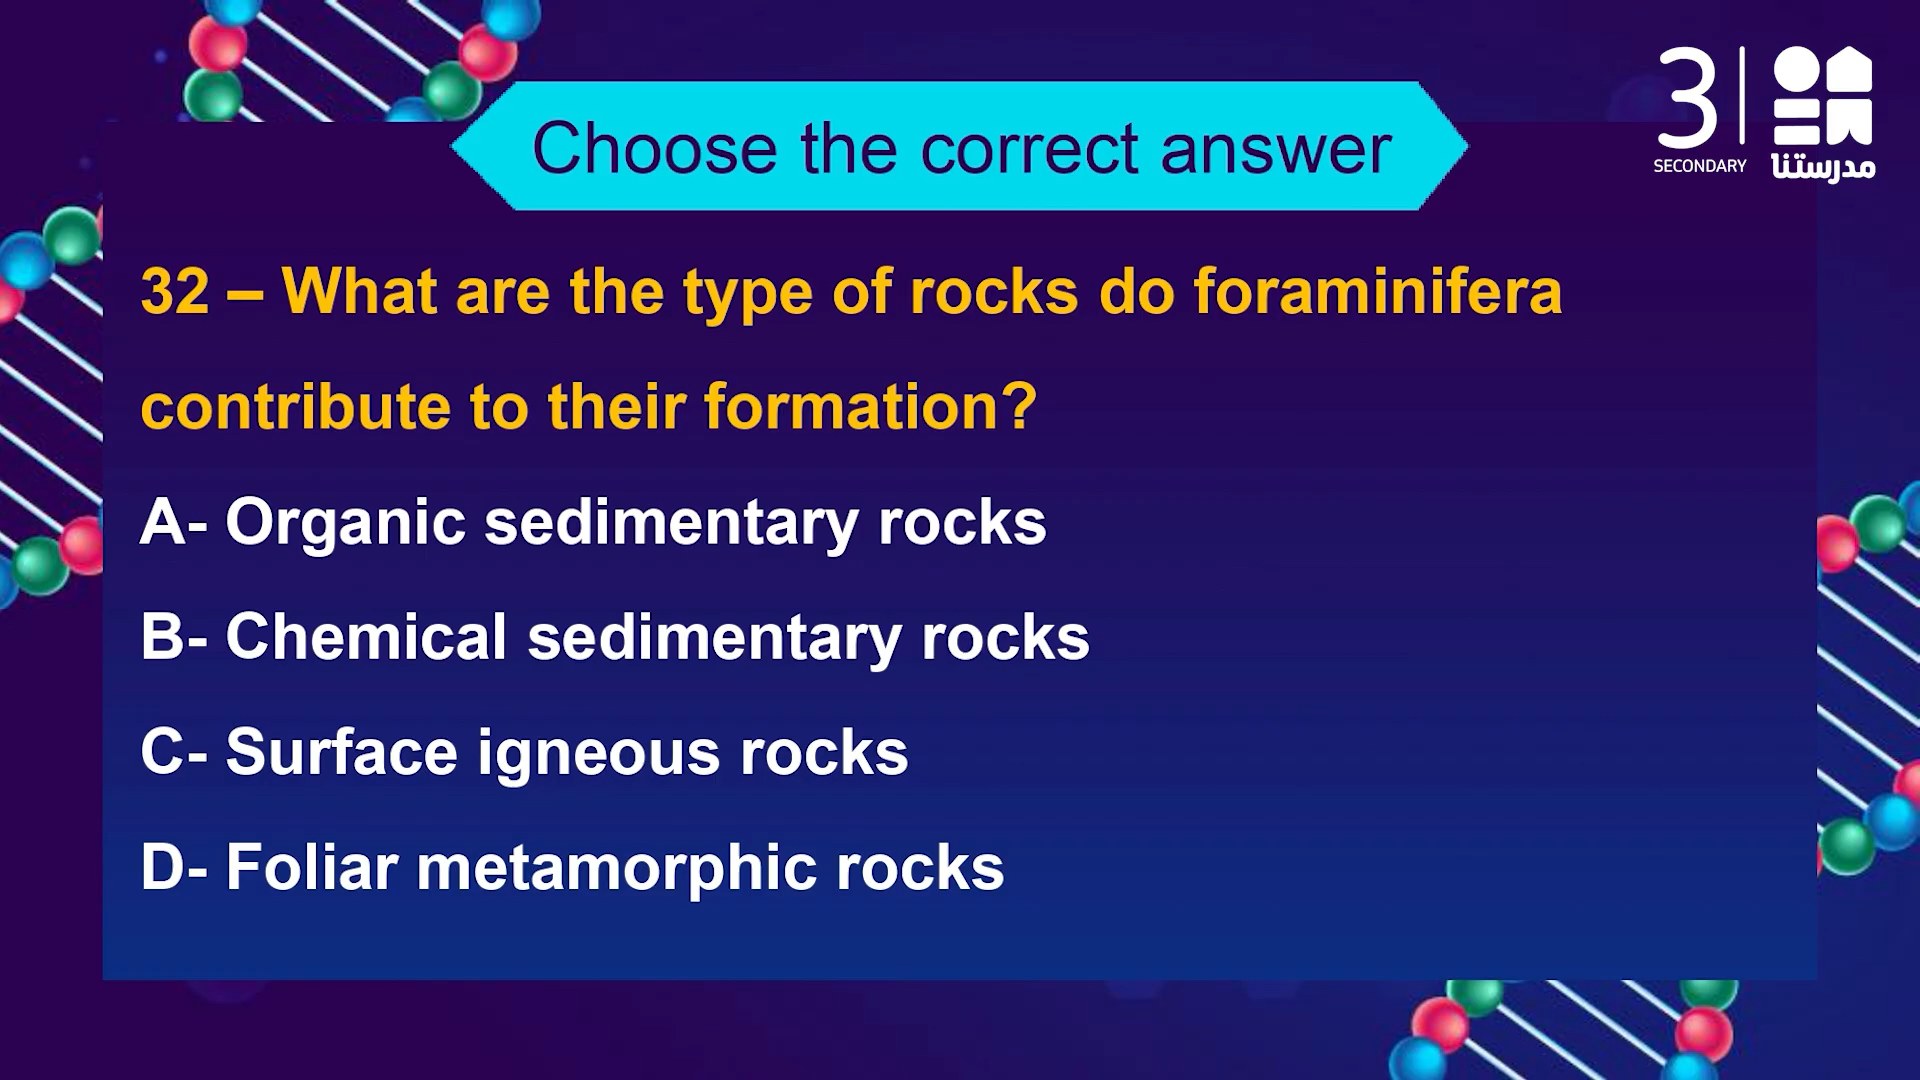 Choose the correct answer
3
SECONDARY
مدرستنا
32 – What are the type of rocks do foraminifera
contribute to their formation?
A- Organic sedimentary rocks
B- Chemical sedimentary rocks
C- Surface igneous rocks
D- Foliar metamorphic rocks